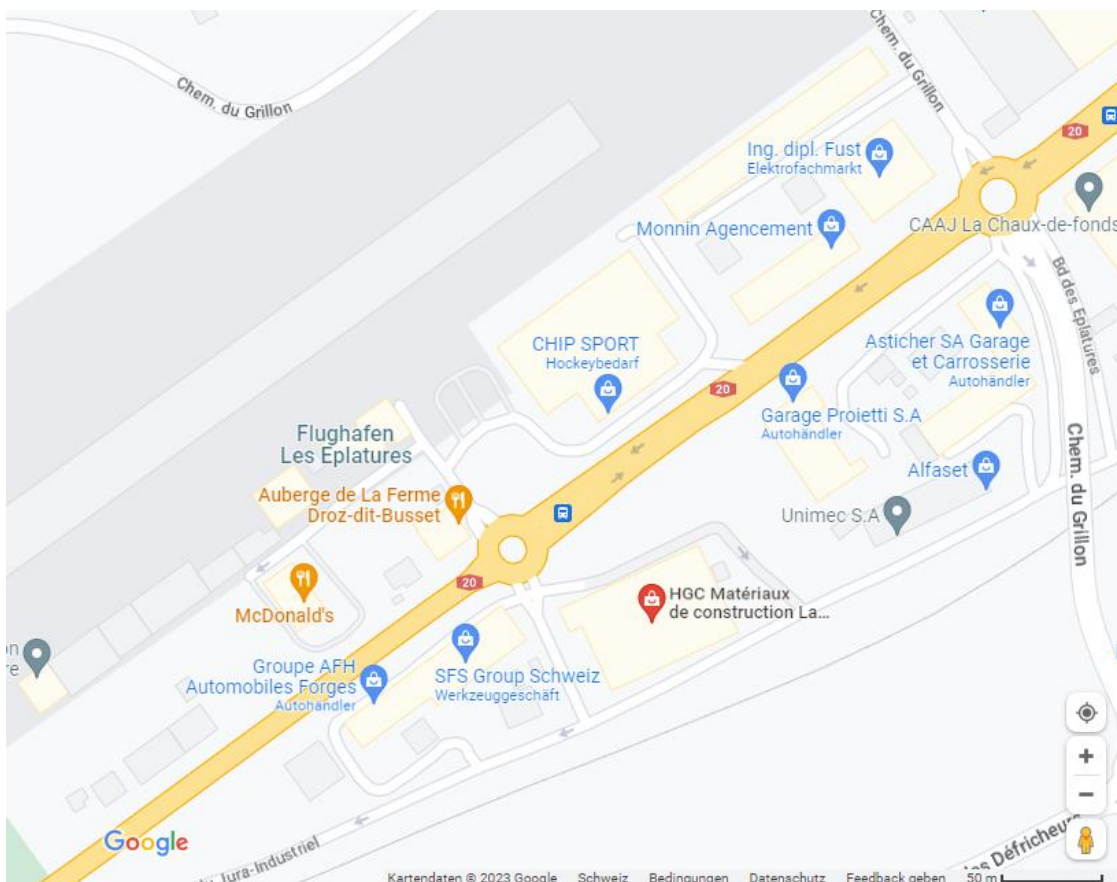 Chem. du Grillon
Chem. du Grillon
20
Ing. dipl. Fust
Elektrofachmarkt
CAAJ La Chaux-de-fonds
Monnin Agencement
Bd des Eplatures
CHIP SPORT
Hockeybedarf
Asticher SA Garage
et Carrosserie
Autohändler
20
Garage Proietti S.A
Autohändler
Flughafen
Les Eplatures
Chem. du Grillon
Alfaset
Auberge de La Ferme
Droz-dit-Busset
Unimec S.A
20
HGC Matériaux
de construction La...
McDonald's
on
re
Groupe AFH
Automobiles Forges
Autohändler
SFS Group Schweiz
Werkzeuggeschäft
Google
Jura-Industriel
des Défricheurs
Kartendaten © 2023 Google Schweiz Bedingungen Datenschutz Feedback geben 50 m